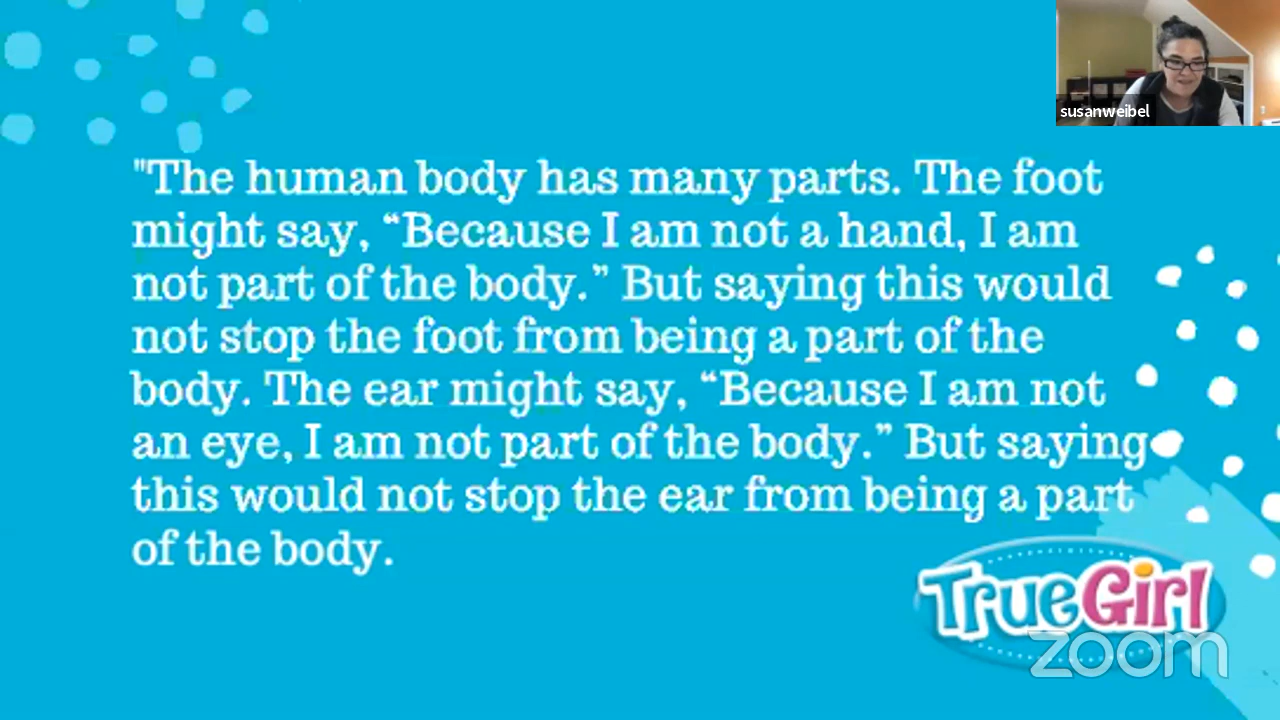 susanweibel
"The human body has many parts. The foot
might say, “Because I am not a hand, I am
not part of the body.” But saying this would
not stop the foot from being a part of the
body. The ear might say, “Because I am not
an eye, I am not part of the body.” But saying
this would not stop the ear from being a part
of the body.
TrueGirl
zoom